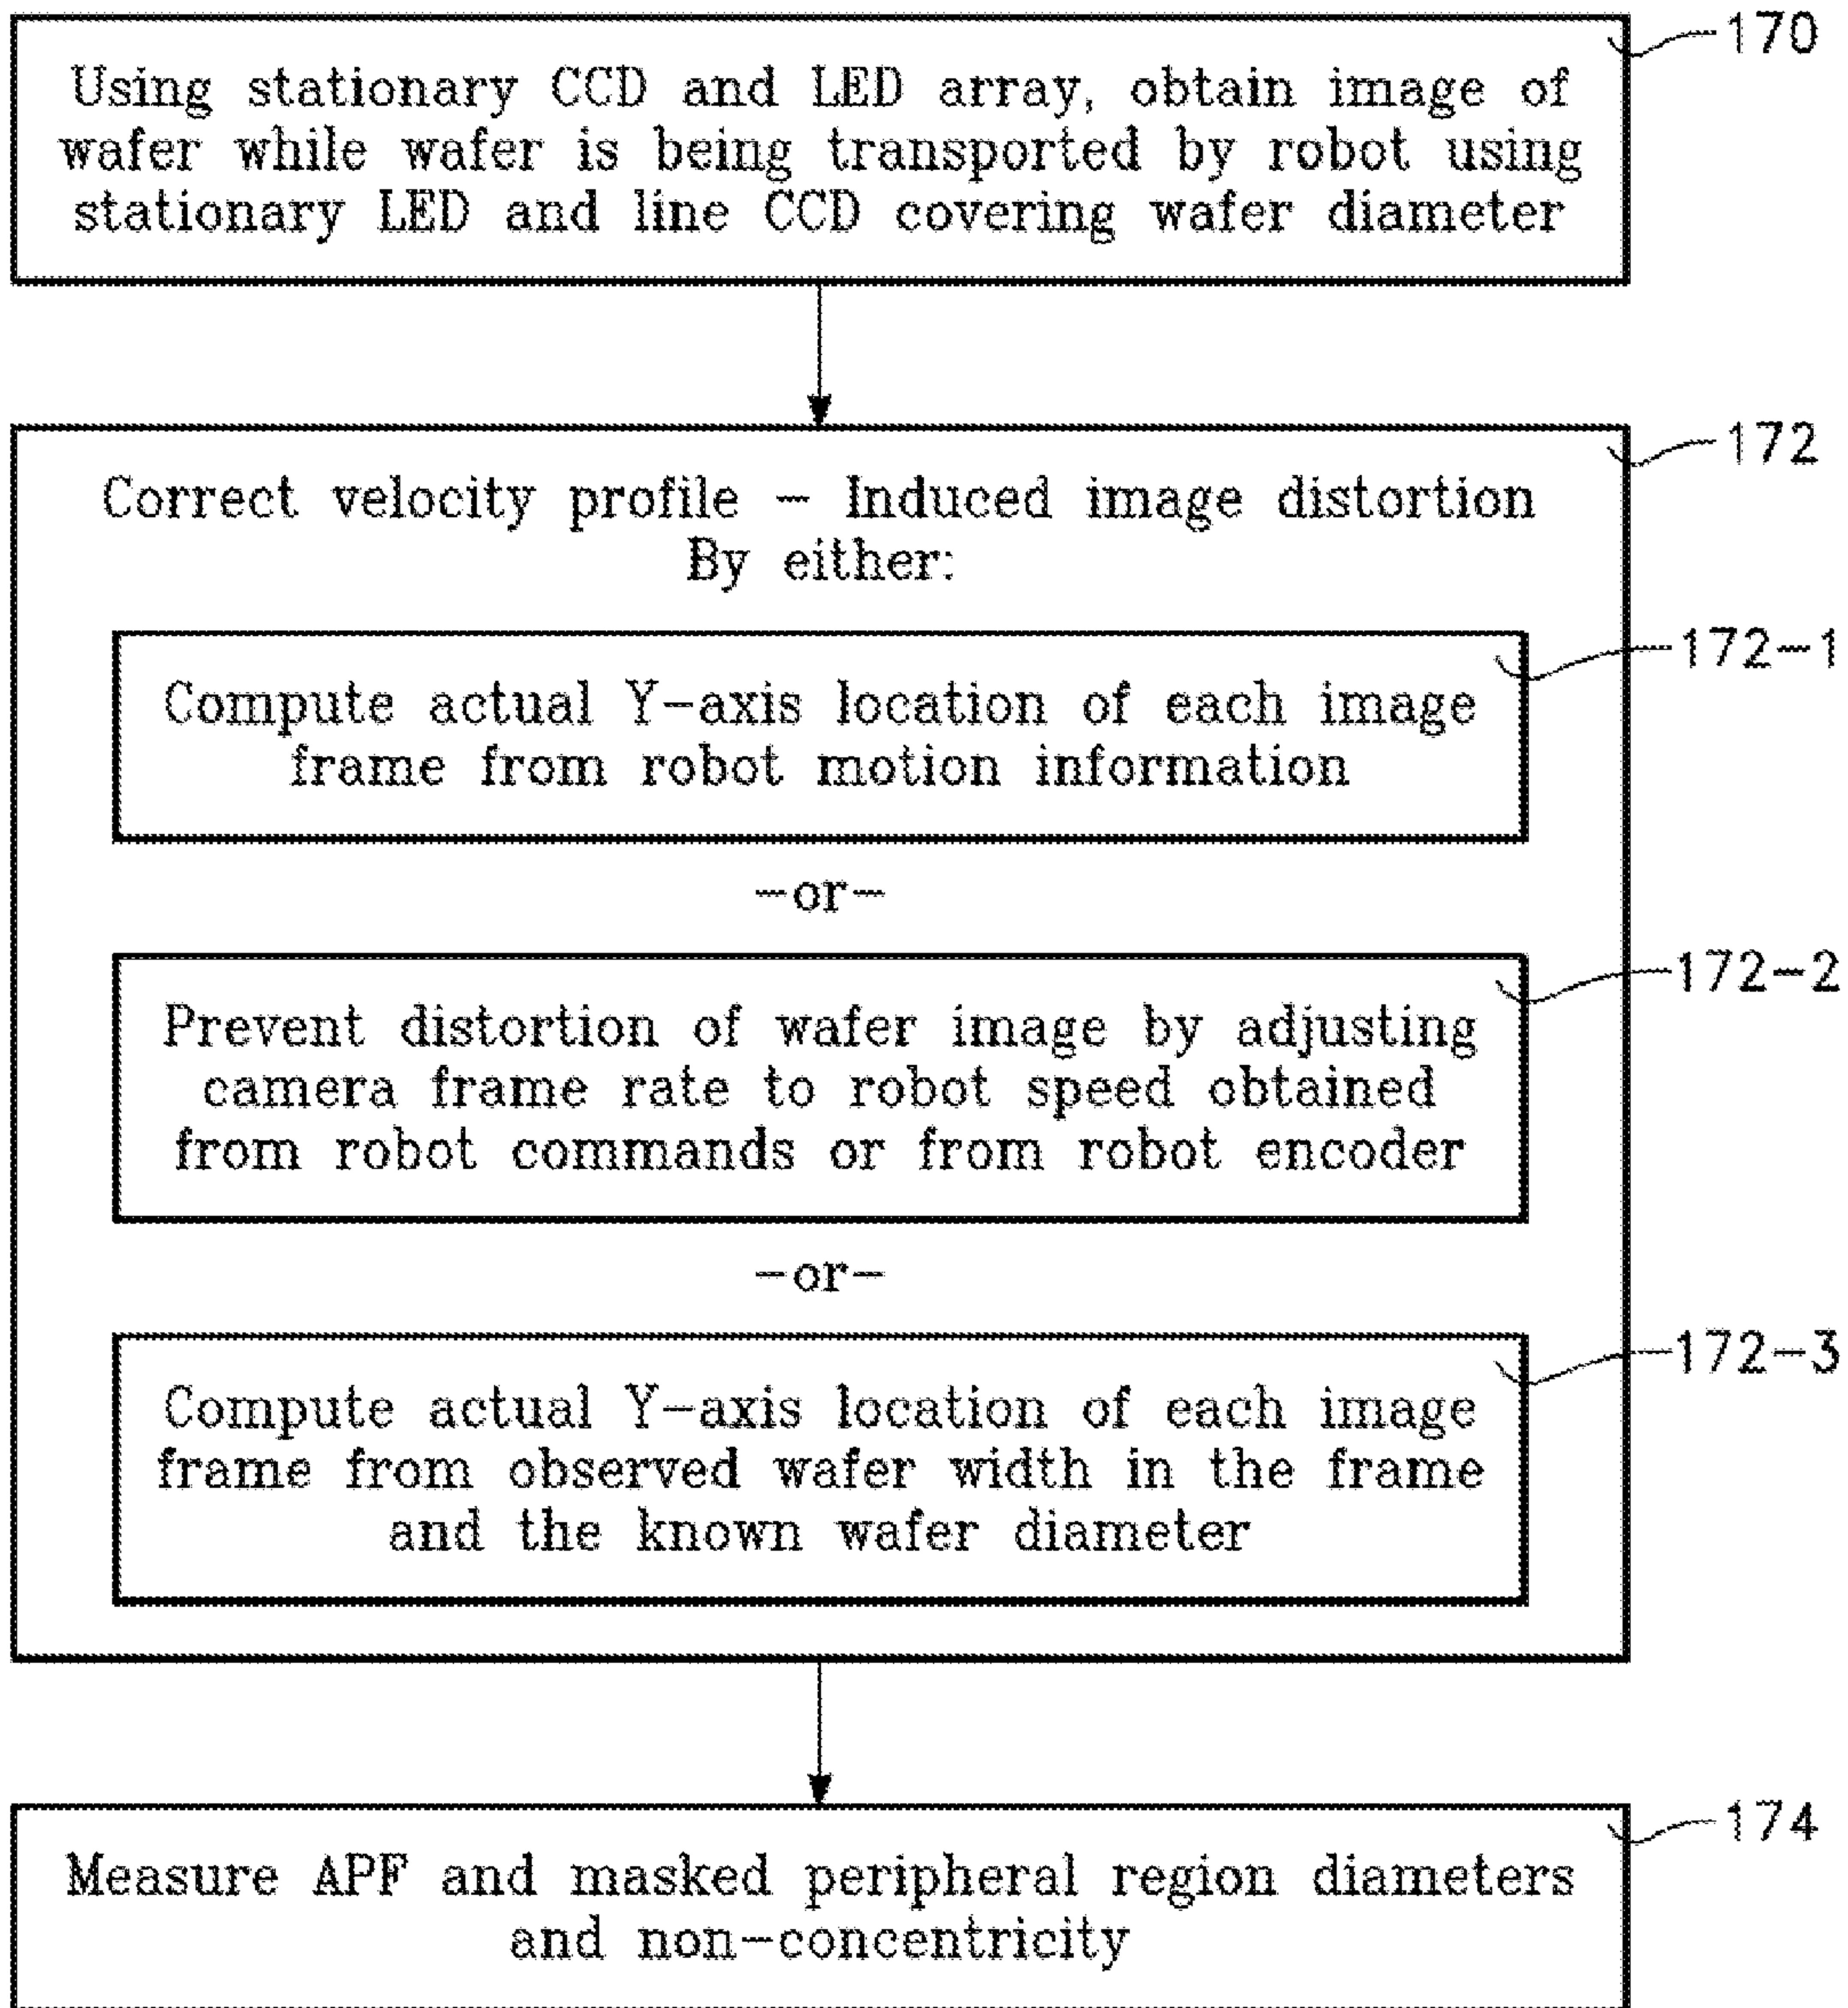 170
Using stationary CCD and LED array, obtain image of
wafer while wafer is being transported by robot using
stationary LED and line CCD covering wafer diameter
172
Correct velocity profile – Induced image distortion
By either:
172-1
Compute actual Y-axis location of each image
frame from robot motion information
-or-
172-2
Prevent distortion of wafer image by adjusting
camera frame rate to robot speed obtained
from robot commands or from robot encoder
-or-
172-3
Compute actual Y-axis location of each image
frame from observed wafer width in the frame
and the known wafer diameter
174
Measure APF and masked peripheral region diameters
and non-concentricity